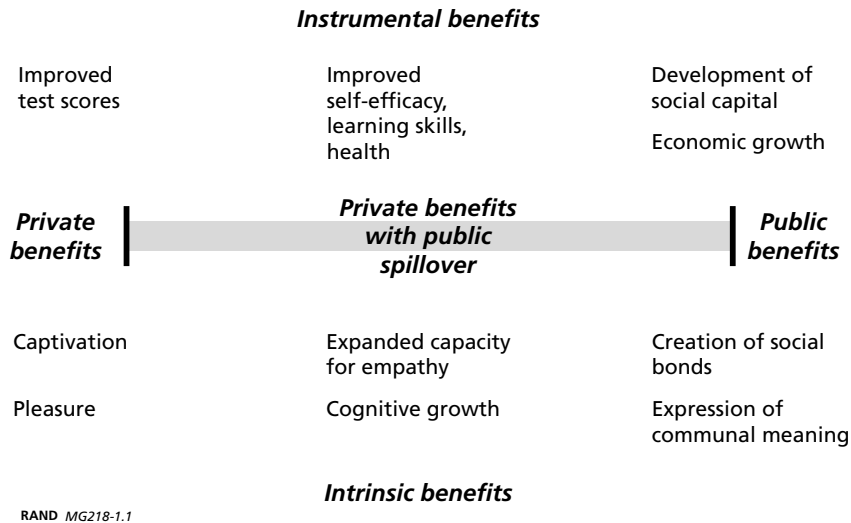 Instrumental benefits
Improved
test scores
Improved
self-efficacy,
learning skills,
health
Development of
social capital
Economic growth
Private
benefits
Private benefits
with public
spillover
Public
benefits
Captivation
Expanded capacity
for empathy
Creation of social
bonds
Pleasure
Cognitive growth
Expression of
communal meaning
Intrinsic benefits
RAND MG218-1.1